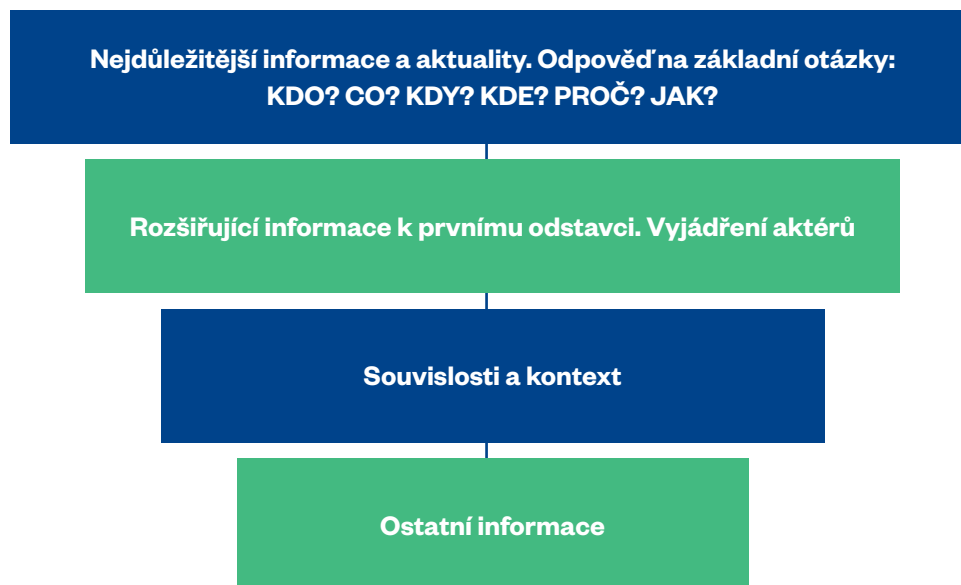 Nejdůležitější informace a aktuality. Odpověď na základní otázky:
KDO? CO? KDY? KDE? PROČ? JAK?
Rozšiřující informace k prvnímu odstavci. Vyjádření aktérů
Souvislosti a kontext
Ostatní informace